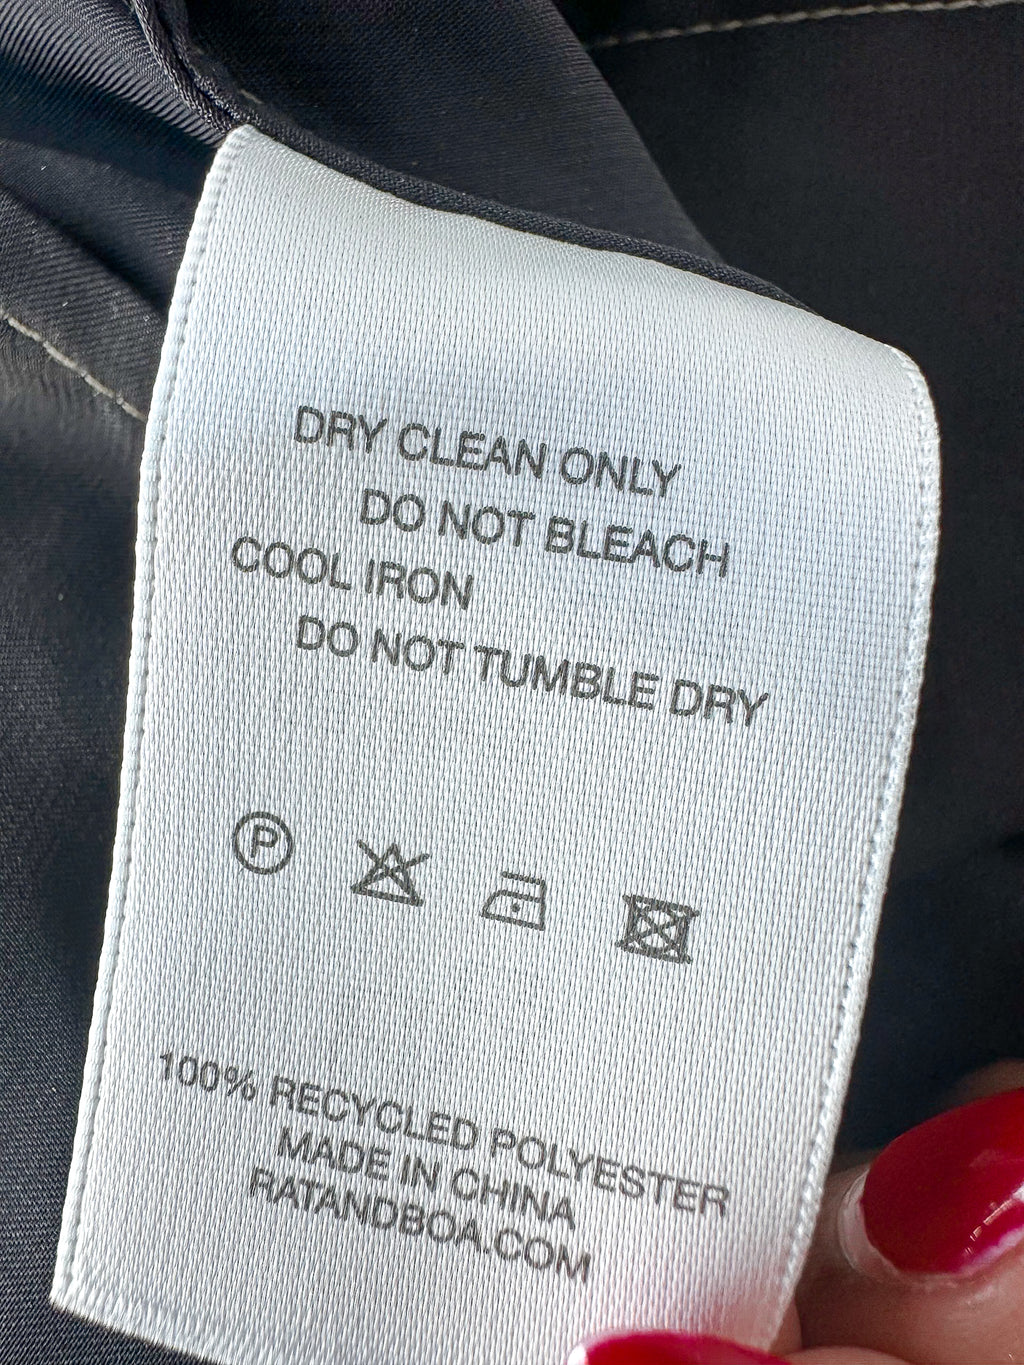 DRY CLEAN ONLY
DO NOT BLEACH
COOL IRON
DO NOT TUMBLE DRY
P
100% RECYCLED POLYESTER
MADE IN CHINA
RATANDBOA.COM